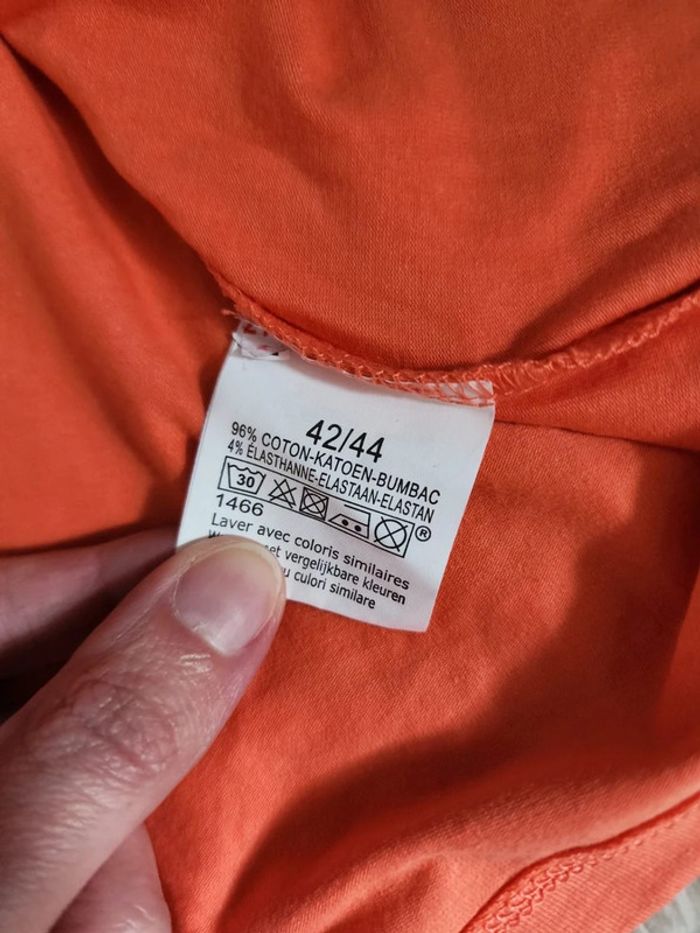 42/44
96% COTON-KATOEN-BUMBAC
4% ÉLASTHANNE-ELASTAAN-ELASTAN
30 ®
1466
Laver avec coloris similaires
et vergelijkbare kleuren
culori similare